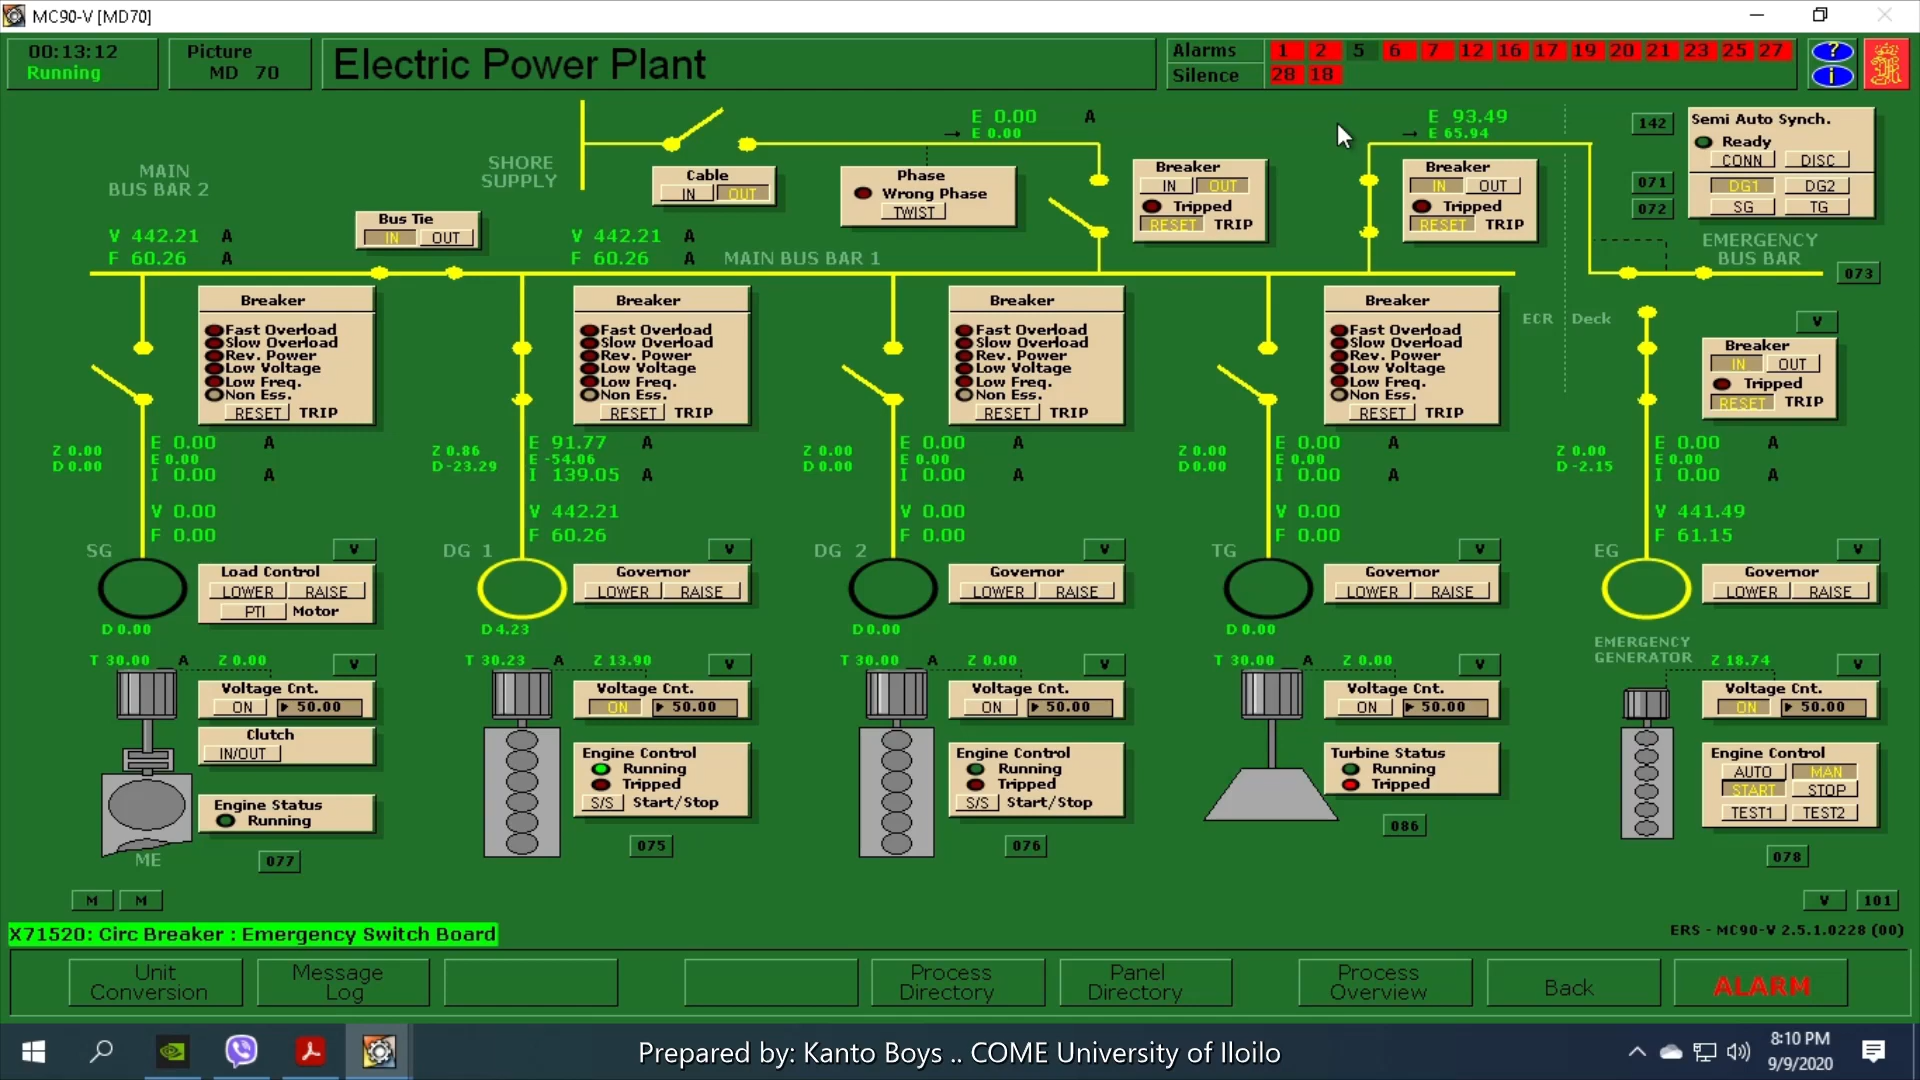 MC90-V [MD70]
00:13:12
Running
Picture
MD 70
Electric Power Plant
Alarms 1 2 5 6 7 12 16 17 19 20 21 23 25 27
Silence 28 18
? 
i
MAIN
BUS BAR 2
V 442.21 A
F 60.26 A
Bus Tie
IN OUT
SHORE
SUPPLY
Cable
IN OUT
Phase
Wrong Phase
TWIST
E 0.00 A
→ E 0.00
Breaker
IN OUT
Tripped
RESET TRIP
E 93.49
→ E 65.94
Breaker
IN OUT
Tripped
RESET TRIP
142
071
072
Semi Auto Synch.
Ready
CONN DISC
DG1 DG2
SG TG
V 442.21 A
F 60.26 A
MAIN BUS BAR 1
EMERGENCY
BUS BAR
073
ECR Deck
Breaker
Fast Overload
Slow Overload
Rev. Power
Low Voltage
Low Freq.
Non Ess.
RESET TRIP
Breaker
Fast Overload
Slow Overload
Rev. Power
Low Voltage
Low Freq.
Non Ess.
RESET TRIP
Breaker
Fast Overload
Slow Overload
Rev. Power
Low Voltage
Low Freq.
Non Ess.
RESET TRIP
Breaker
Fast Overload
Slow Overload
Rev. Power
Low Voltage
Low Freq.
Non Ess.
RESET TRIP
V
Breaker
IN OUT
Tripped
RESET TRIP
Z 0.00
D 0.00
E 0.00 A
E 0.00
I 0.00 A
V 0.00
F 0.00
Z 0.86
D -23.29
E 91.77 A
E -54.06
I 139.05 A
V 442.21
F 60.26
Z 0.00
D 0.00
E 0.00 A
E 0.00
I 0.00 A
V 0.00
F 0.00
Z 0.00
D 0.00
E 0.00 A
E 0.00
I 0.00 A
V 0.00
F 0.00
Z 0.00
D -2.15
E 0.00 A
E 0.00
I 0.00 A
V 441.49
F 61.15
SG
V
Load Control
LOWER RAISE
PTI Motor
D 0.00
DG 1
V
Governor
LOWER RAISE
D 4.23
DG 2
V
Governor
LOWER RAISE
D 0.00
TG
V
Governor
LOWER RAISE
D 0.00
EG
V
Governor
LOWER RAISE
EMERGENCY
GENERATOR
T 30.00 A Z 0.00 V
Voltage Cnt.
ON 50.00
Clutch
IN/OUT
Engine Status
Running
ME
077
T 30.23 A Z 13.90 V
Voltage Cnt.
ON 50.00
Engine Control
Running
Tripped
S/S Start/Stop
075
T 30.00 A Z 0.00 V
Voltage Cnt.
ON 50.00
Engine Control
Running
Tripped
S/S Start/Stop
076
T 30.00 A Z 0.00 V
Voltage Cnt.
ON 50.00
Turbine Status
Running
Tripped
086
Z 18.74 V
Voltage Cnt.
ON 50.00
Engine Control
AUTO MAN
START STOP
TEST1 TEST2
078
M M
V 101
X71520: Circ Breaker : Emergency Switch Board
ERS - MC90-V 2.5.1.0228 (00)
Unit
Conversion
Message
Log
Process
Directory
Panel
Directory
Process
Overview
Back
ALARM
Prepared by: Kanto Boys .. COME University of Iloilo
8:10 PM
9/9/2020